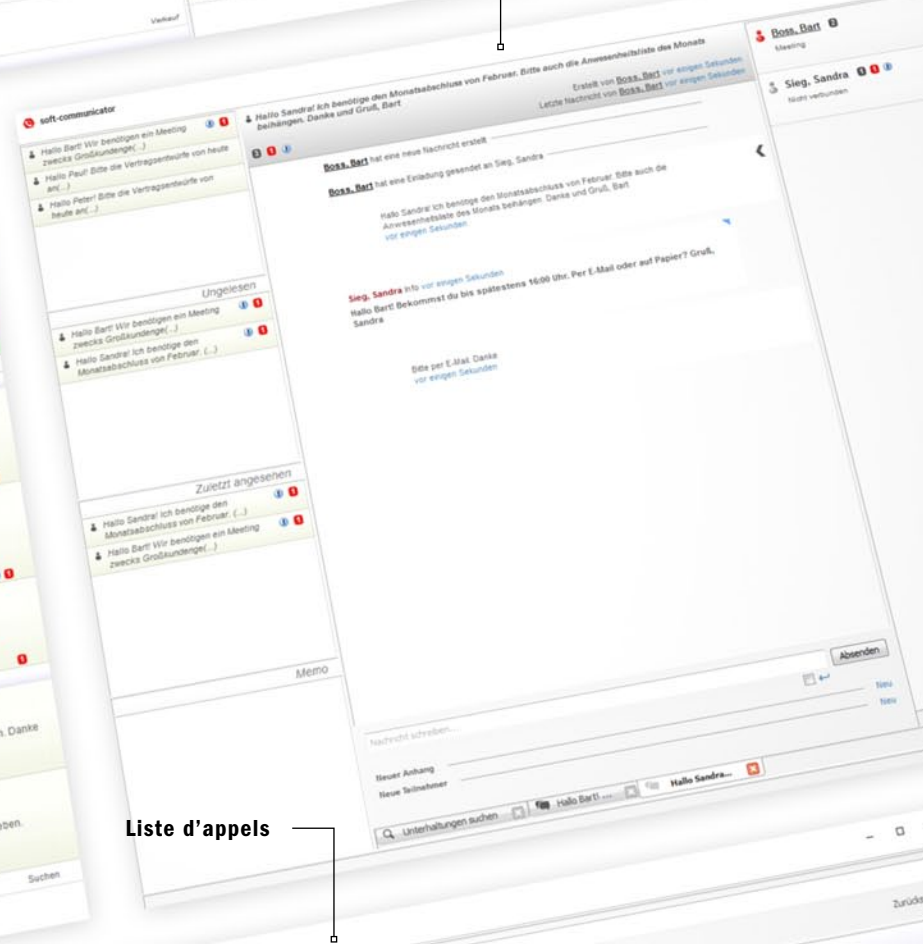 Verkauf
soft-communicator
Hallo Bart! Wir benötigen ein Meeting
zwecks Großkundenge(...)
Hallo Paul! Bitte die Vertragsentwürfe von heute
an(...)
Hallo Peter! Bitte die Vertragsentwürfe von
heute an(...)
Ungelesen
Hallo Bart! Wir benötigen ein Meeting
zwecks Großkundenge(...)
Hallo Sandra! Ich benötige den
Monatsabschluss von Februar. (...)
Zuletzt angesehen
Hallo Sandra! Ich benötige den
Monatsabschluss von Februar. (...)
Hallo Bart! Wir benötigen ein Meeting
zwecks Großkundenge(...)
Memo
Hallo Sandra! Ich benötige den Monatsabschluss von Februar. Bitte auch die Anwesenheitsliste des Monats
beihängen. Danke und Gruß, Bart
Erstellt von Boss, Bart vor einigen Sekunden
Letzte Nachricht von Boss, Bart vor einigen Sekunden
Boss, Bart hat eine neue Nachricht erstellt
Boss, Bart hat eine Einladung gesendet an Sieg, Sandra
Hallo Sandra! Ich benötige den Monatsabschluss von Februar. Bitte auch die
Anwesenheitsliste des Monats beihängen. Danke und Gruß, Bart
vor einigen Sekunden
Sieg, Sandra Info vor einigen Sekunden
Hallo Bart! Bekommst du bis spätestens 16:00 Uhr. Per E-Mail oder auf Papier? Gruß,
Sandra
Bitte per E-Mail. Danke
vor einigen Sekunden
Nachricht schreiben...
Absenden
Neuer Anhang
Neu
Neue Teilnehmer
Neu
Unterhaltungen suchen
Hallo Bart! ...
Hallo Sandra...
Boss, Bart 2
Meeting
Sieg, Sandra
Nicht verbunden
n. Danke
ben.
Suchen
Liste d'appels
Zurück